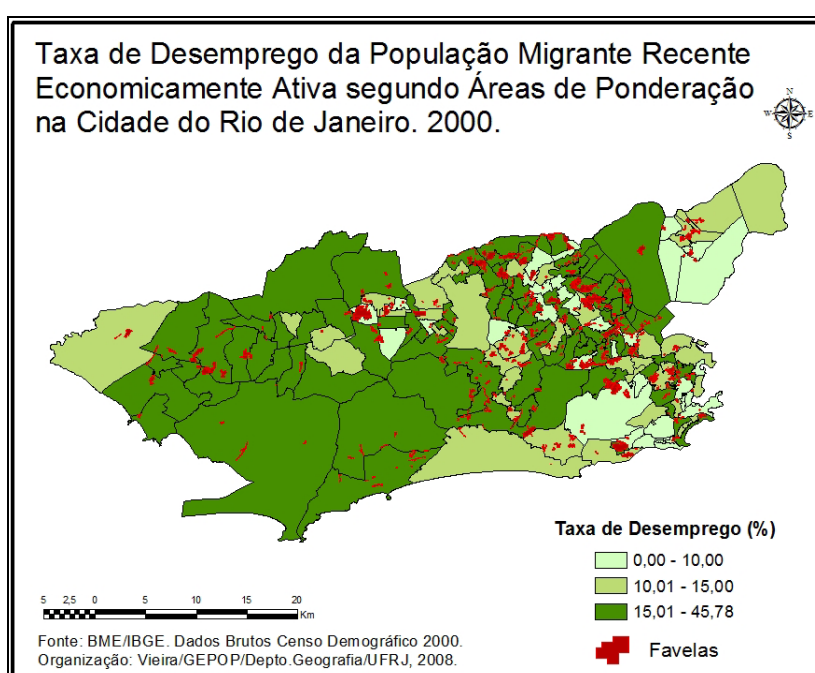 Taxa de Desemprego da População Migrante Recente
Economicamente Ativa segundo Áreas de Ponderação
na Cidade do Rio de Janeiro. 2000.
N
W E
S
Taxa de Desemprego (%)
0,00 - 10,00
10,01 - 15,00
15,01 - 45,78
Favelas
5 2,5 0 5 10 15 20
Km
Fonte: BME/IBGE. Dados Brutos Censo Demográfico 2000.
Organização: Vieira/GEPOP/Depto.Geografia/UFRJ, 2008.